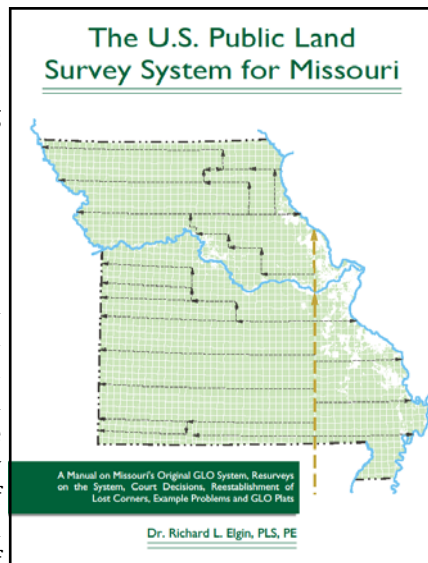 The U.S. Public Land
Survey System for Missouri
A Manual on Missouri's Original GLO System, Resurveys
on the System, Court Decisions, Reestablishment of
Lost Corners, Example Problems and GLO Plats
Dr. Richard L. Elgin, PLS, PE